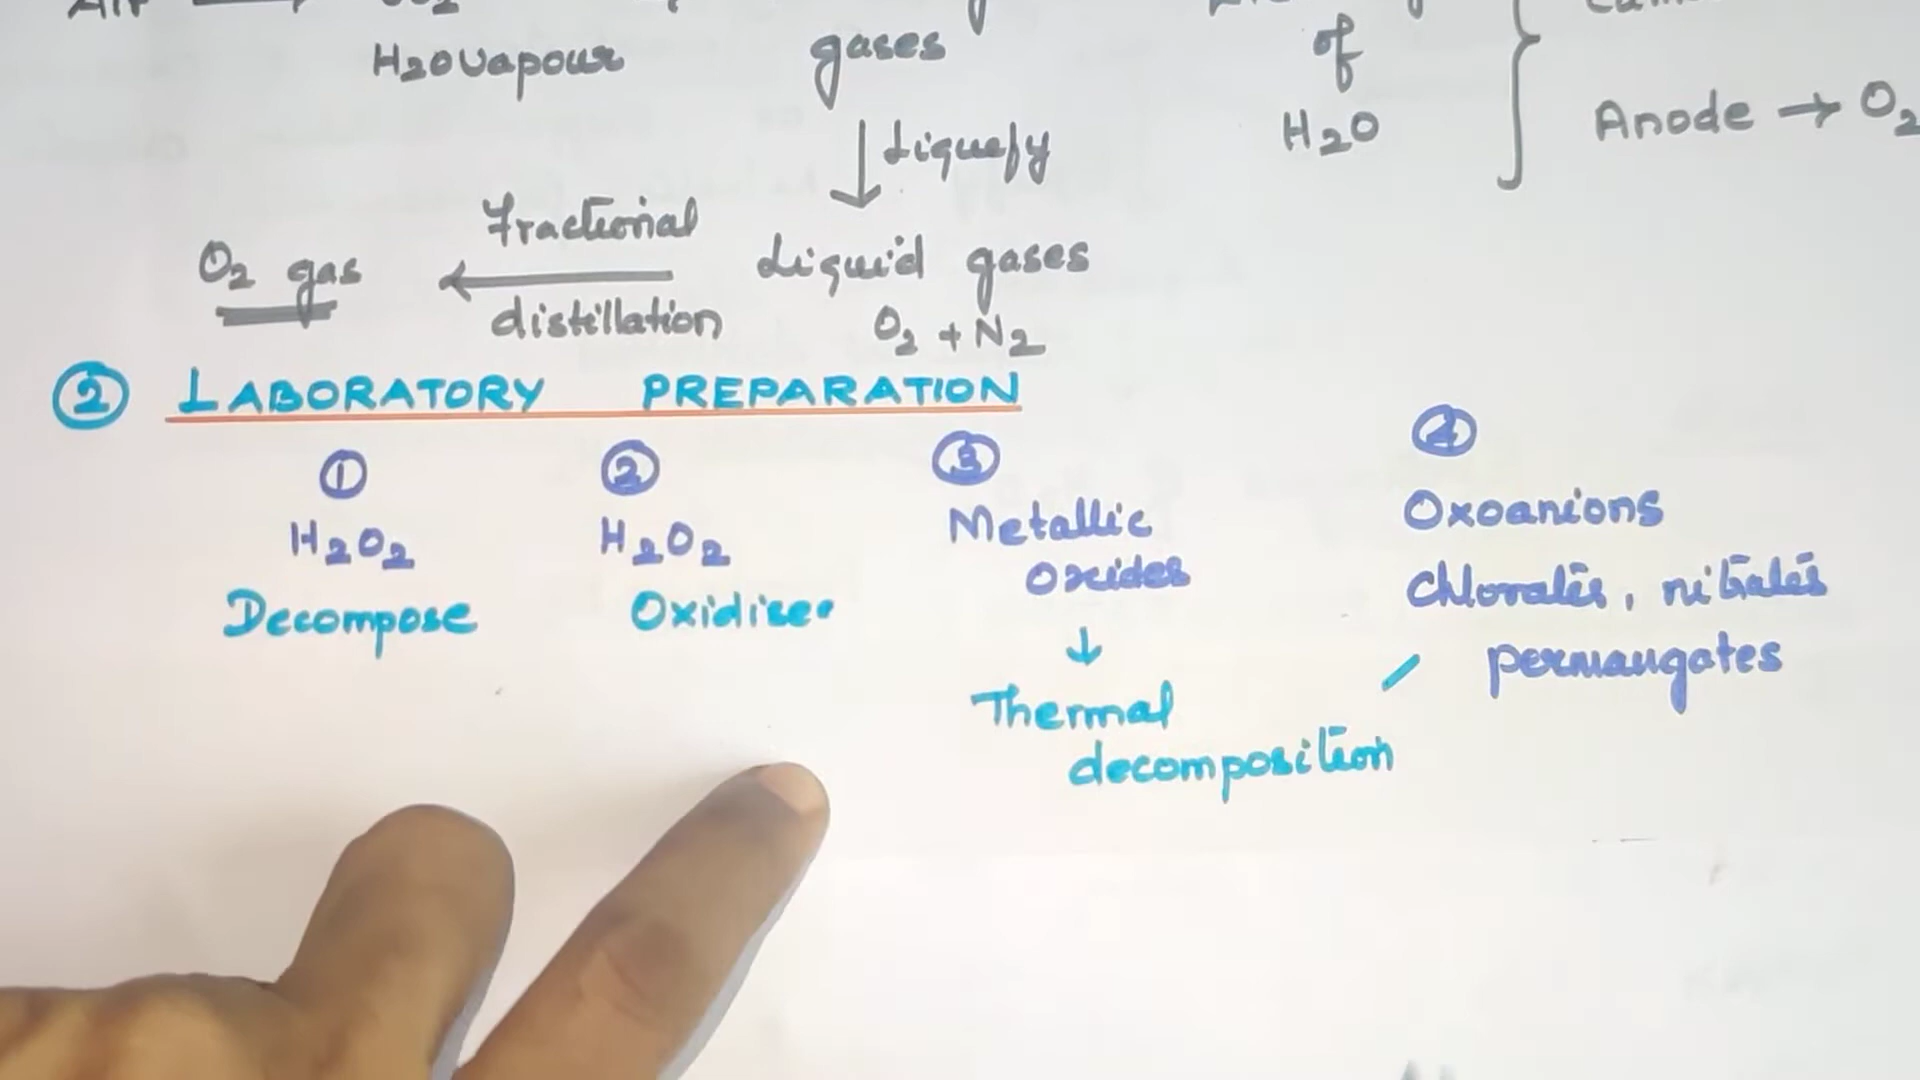 H2O vapour
gases
of
H2O
Anode → O2
↓ Liquefy
O2 gas
Fractional
distillation
Liquid gases
O2 + N2
② LABORATORY PREPARATION
①
H2O2
Decompose
②
H2O2
Oxidise
③
Metallic
oxides
↓
Thermal
decomposition
④
Oxoanions
Chlorates, nitrates
permangates